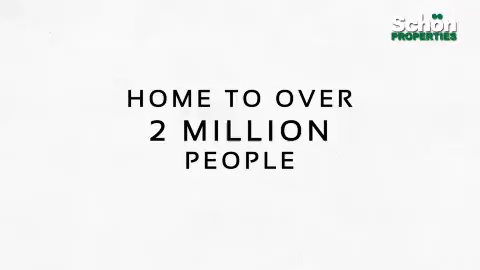 Schön
PROPERTIES
HOME TO OVER
2 MILLION
PEOPLE